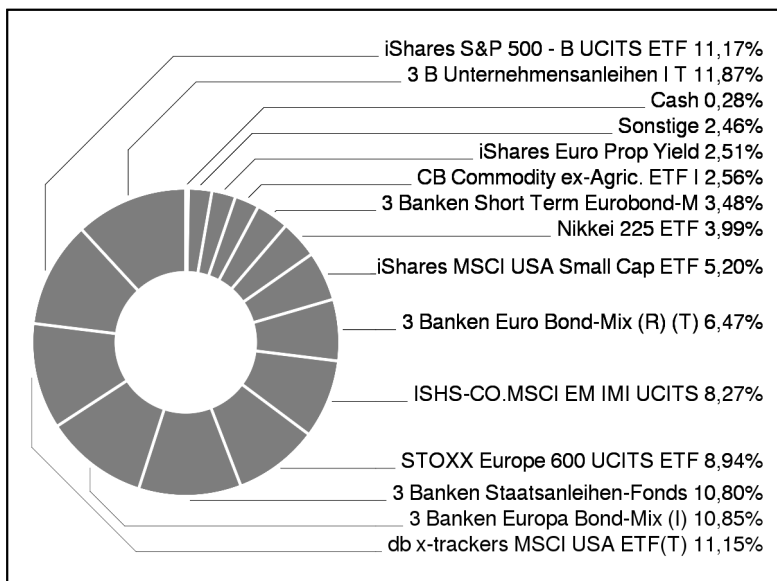 iShares S&P 500 - B UCITS ETF 11,17%
3 B Unternehmensanleihen I T 11,87%
Cash 0,28%
Sonstige 2,46%
iShares Euro Prop Yield 2,51%
CB Commodity ex-Agric. ETF I 2,56%
3 Banken Short Term Eurobond-M 3,48%
Nikkei 225 ETF 3,99%
iShares MSCI USA Small Cap ETF 5,20%
3 Banken Euro Bond-Mix (R) (T) 6,47%
ISHS-CO.MSCI EM IMI UCITS 8,27%
STOXX Europe 600 UCITS ETF 8,94%
3 Banken Staatsanleihen-Fonds 10,80%
3 Banken Europa Bond-Mix (I) 10,85%
db x-trackers MSCI USA ETF(T) 11,15%